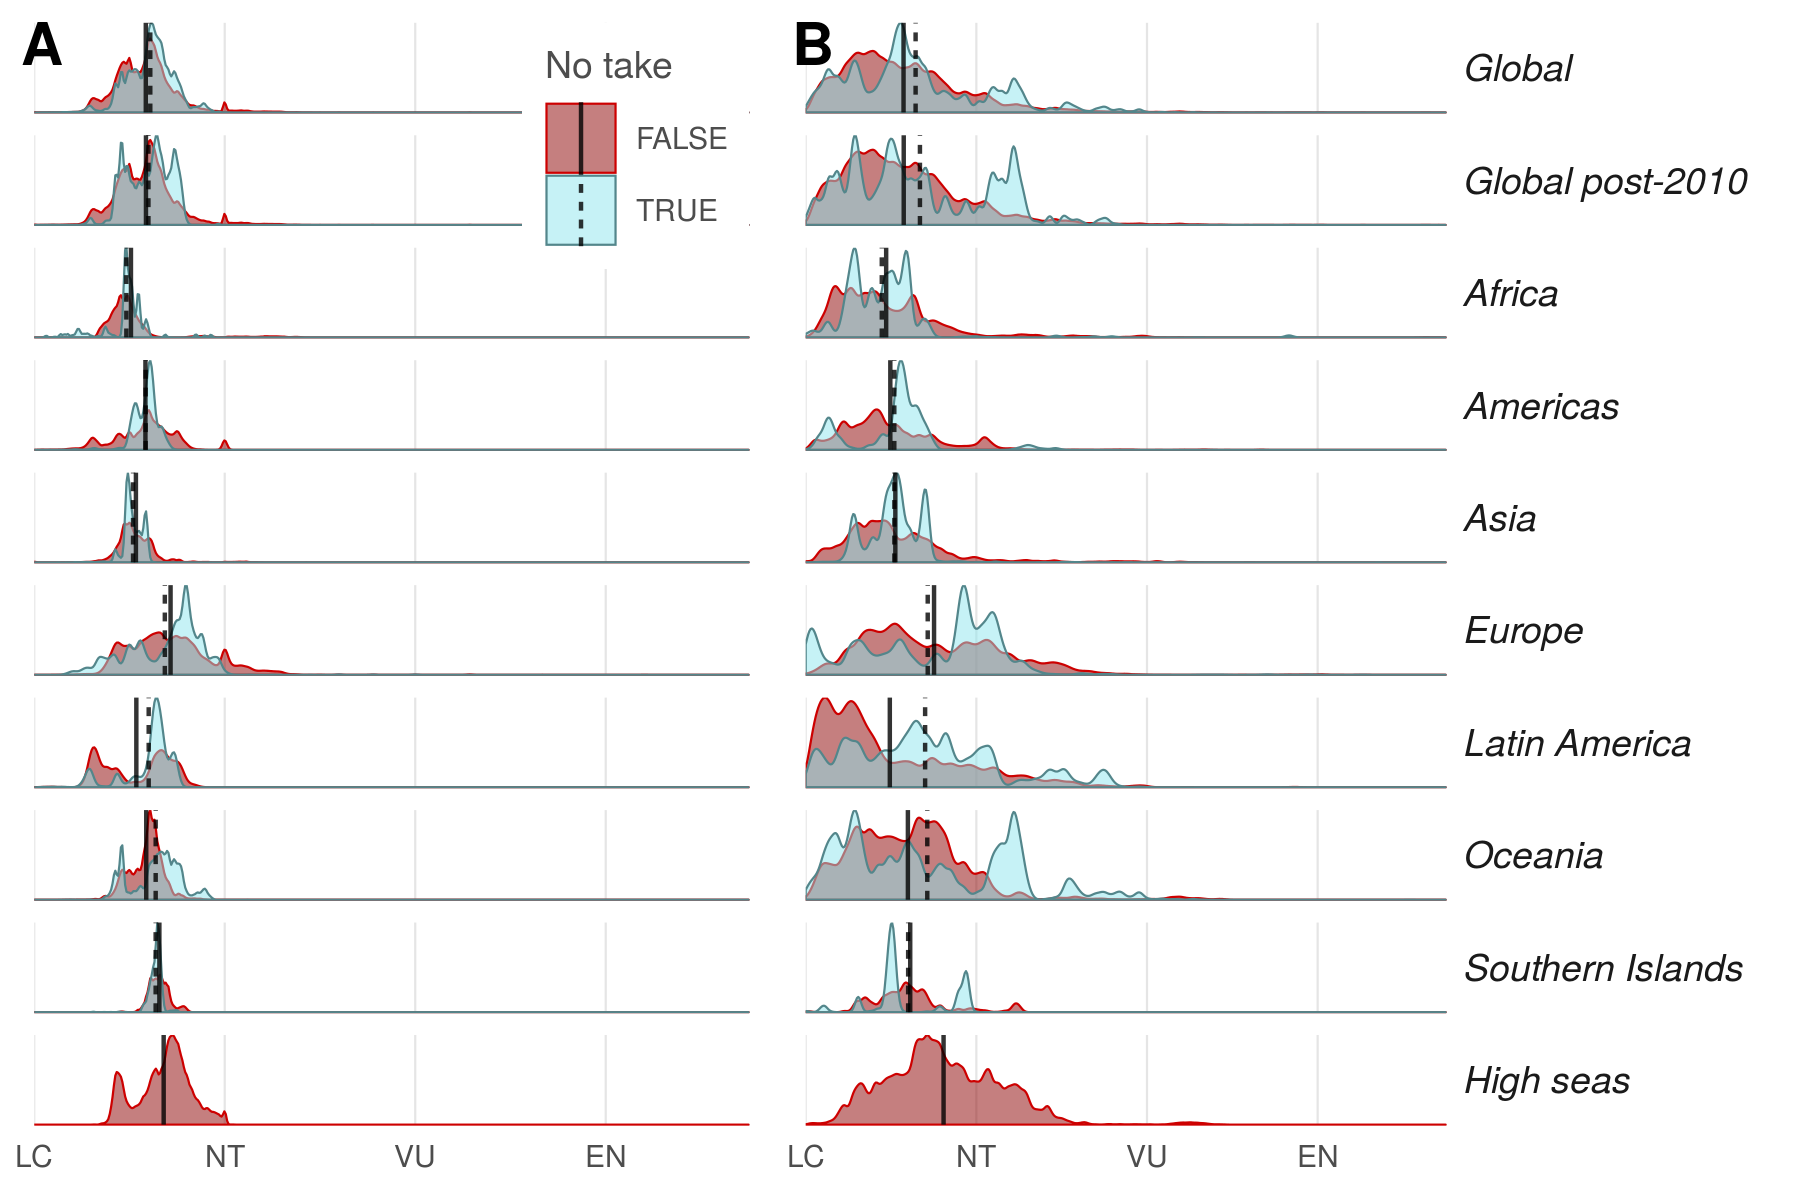 A
B
No take
FALSE
TRUE
Global
Global post-2010
Africa
Americas
Asia
Europe
Latin America
Oceania
Southern Islands
High seas
LC NT VU EN
LC NT VU EN